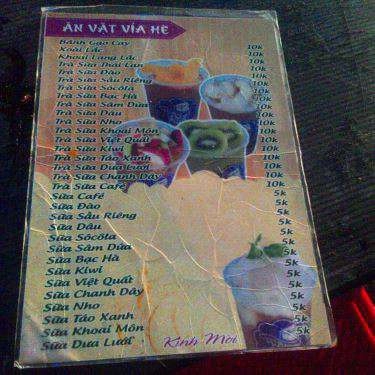 ĂN VẶT VỈA HÈ
Bánh Gạo Cay 10k
Xoài Lắc 10k
Khoai Lang Lắc 10k
Trà Sữa Thái Lan 10k
Trà Sữa Đào 10k
Trà Sữa Sầu Riêng 10k
Trà Sữa Sôcôla 10k
Trà Sữa Bạc Hà 10k
Trà Sữa Sâm Dứa 10k
Trà Sữa Dâu 10k
Trà Sữa Nho 10k
Trà Sữa Khoai Môn 10k
Trà Sữa Việt Quất 10k
Trà Sữa Kiwi 10k
Trà Sữa Táo Xanh 10k
Trà Sữa Dưa Lưới 10k
Trà Sữa Chanh Dây 10k
Trà Sữa Café 10k
Sữa Café 5k
Sữa Đào 5k
Sữa Sầu Riêng 5k
Sữa Dâu 5k
Sữa Sôcôla 5k
Sữa Sâm Dứa 5k
Sữa Bạc Hà 5k
Sữa Kiwi 5k
Sữa Việt Quất 5k
Sữa Chanh Dây 5k
Sữa Nho 5k
Sữa Táo Xanh 5k
Sữa Khoai Môn 5k
Sữa Dưa Lưới 5k
Kính Mời